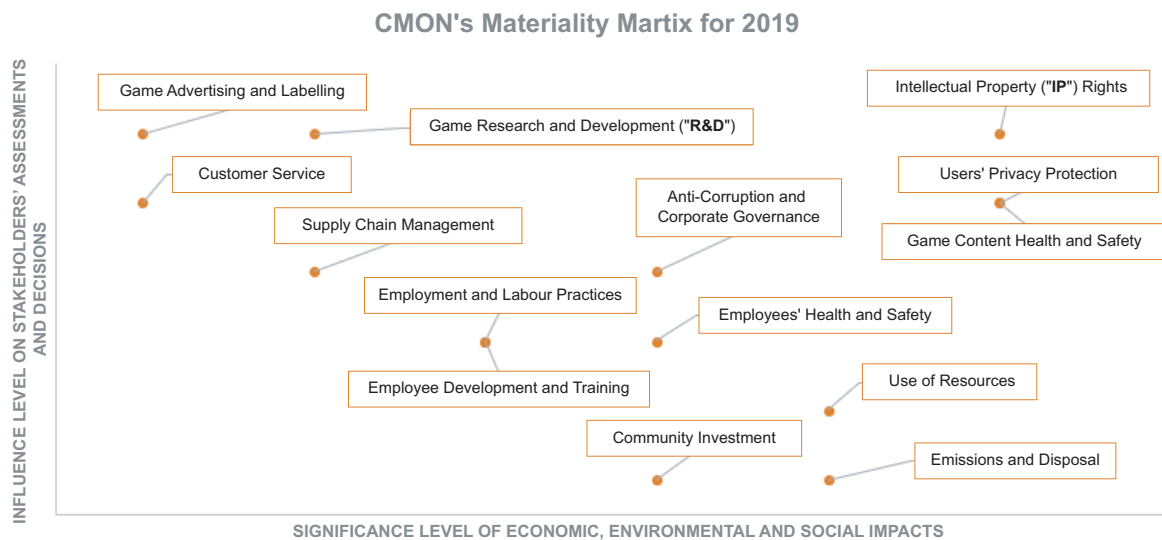 CMON's Materiality Martix for 2019
INFLUENCE LEVEL ON STAKEHOLDERS' ASSESSMENTS
AND DECISIONS
Game Advertising and Labelling
Intellectual Property ("IP") Rights
Game Research and Development ("R&D")
Customer Service
Users' Privacy Protection
Anti-Corruption and
Corporate Governance
Supply Chain Management
Game Content Health and Safety
Employment and Labour Practices
Employees' Health and Safety
Employee Development and Training
Use of Resources
Community Investment
Emissions and Disposal
SIGNIFICANCE LEVEL OF ECONOMIC, ENVIRONMENTAL AND SOCIAL IMPACTS